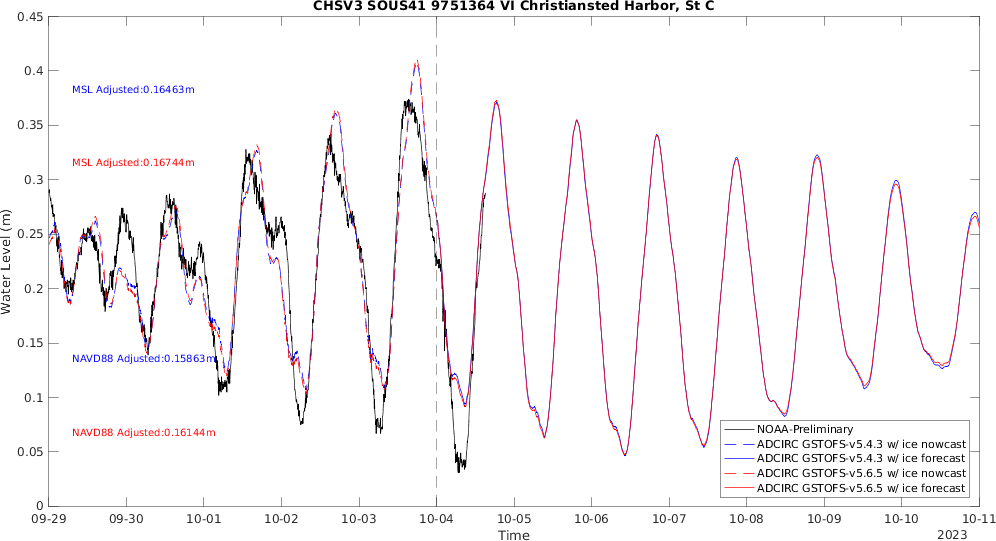 CHSV3 SOUS41 9751364 VI Christiansted Harbor, St C
0.45
0.4
0.35
0.3
0.25
0.2
0.15
0.1
0.05
0
Water Level (m)
MSL Adjusted:0.16463m
MSL Adjusted:0.16744m
NAVD88 Adjusted:0.15863m
NAVD88 Adjusted:0.16144m
NOAA-Preliminary
ADCIRC GSTOFS-v5.4.3 w/ ice nowcast
ADCIRC GSTOFS-v5.4.3 w/ ice forecast
ADCIRC GSTOFS-v5.6.5 w/ ice nowcast
ADCIRC GSTOFS-v5.6.5 w/ ice forecast
09-29 09-30 10-01 10-02 10-03 10-04 10-05 10-06 10-07 10-08 10-09 10-10 10-11
Time
2023